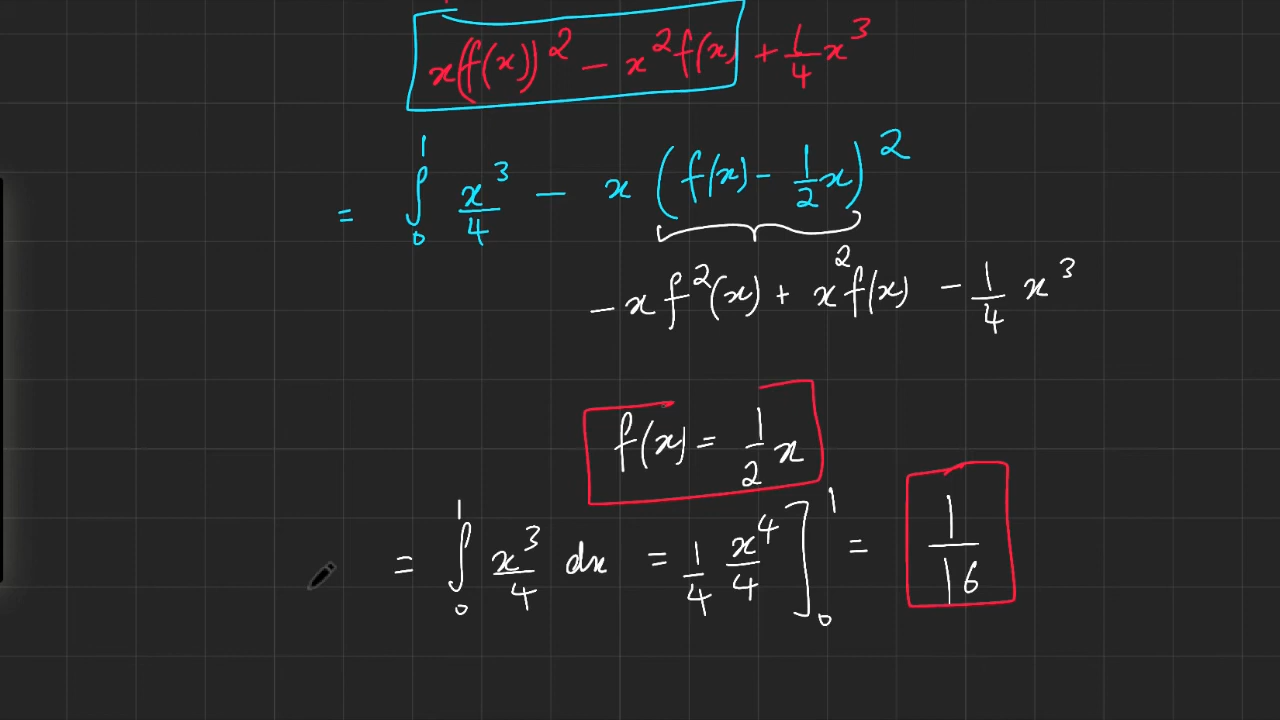 x(f(x))² − x²f(x) + 1/4 x³
= ∫₀¹ x³/4 − x(f(x) − 1/2 x)²
− x f²(x) + x² f(x) − 1/4 x³
f(x) = 1/2 x
= ∫₀¹ x³/4 dx = 1/4 x⁴/4 ]₀¹ = 1/16